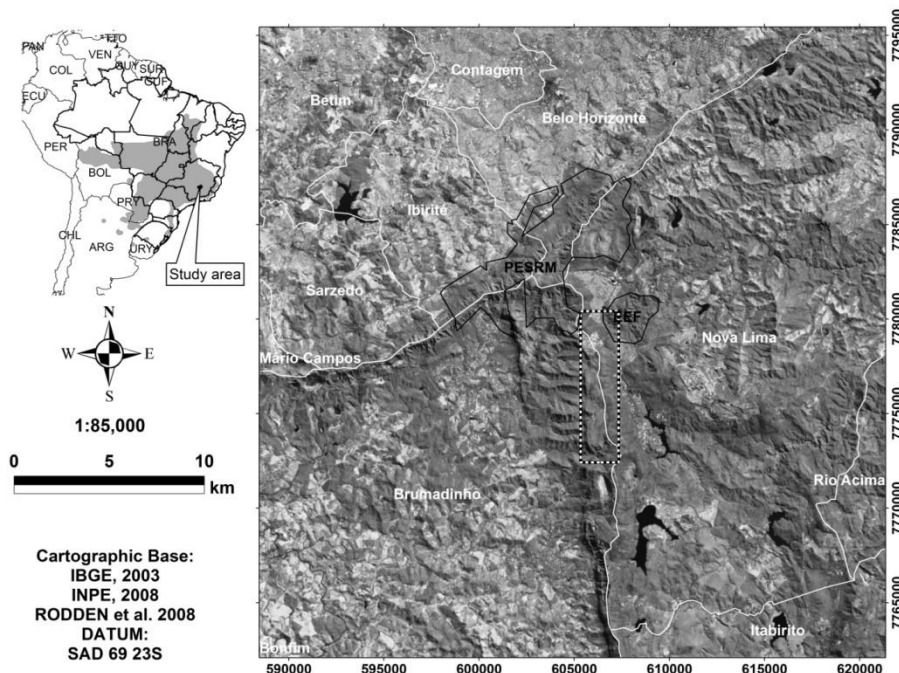 PAN
VEN
TTO
GUY
SUR
GUF
COL
ECU
PER
BRA
BOL
PRY
CHL
ARG
URY
Study area
N
W E
S
1:85,000
0 5 10
km
Cartographic Base:
IBGE, 2003
INPE, 2008
RODDEN et al. 2008
DATUM:
SAD 69 23S
Contagem
Betim
Belo Horizonte
Ibirité
PESRM
Sarzedo
EEF
Nova Lima
Mário Campos
Rio Acima
Brumadinho
Itabirito
Bonfim
7795000
7790000
7785000
7780000
7775000
7770000
7765000
590000 595000 600000 605000 610000 615000 620000